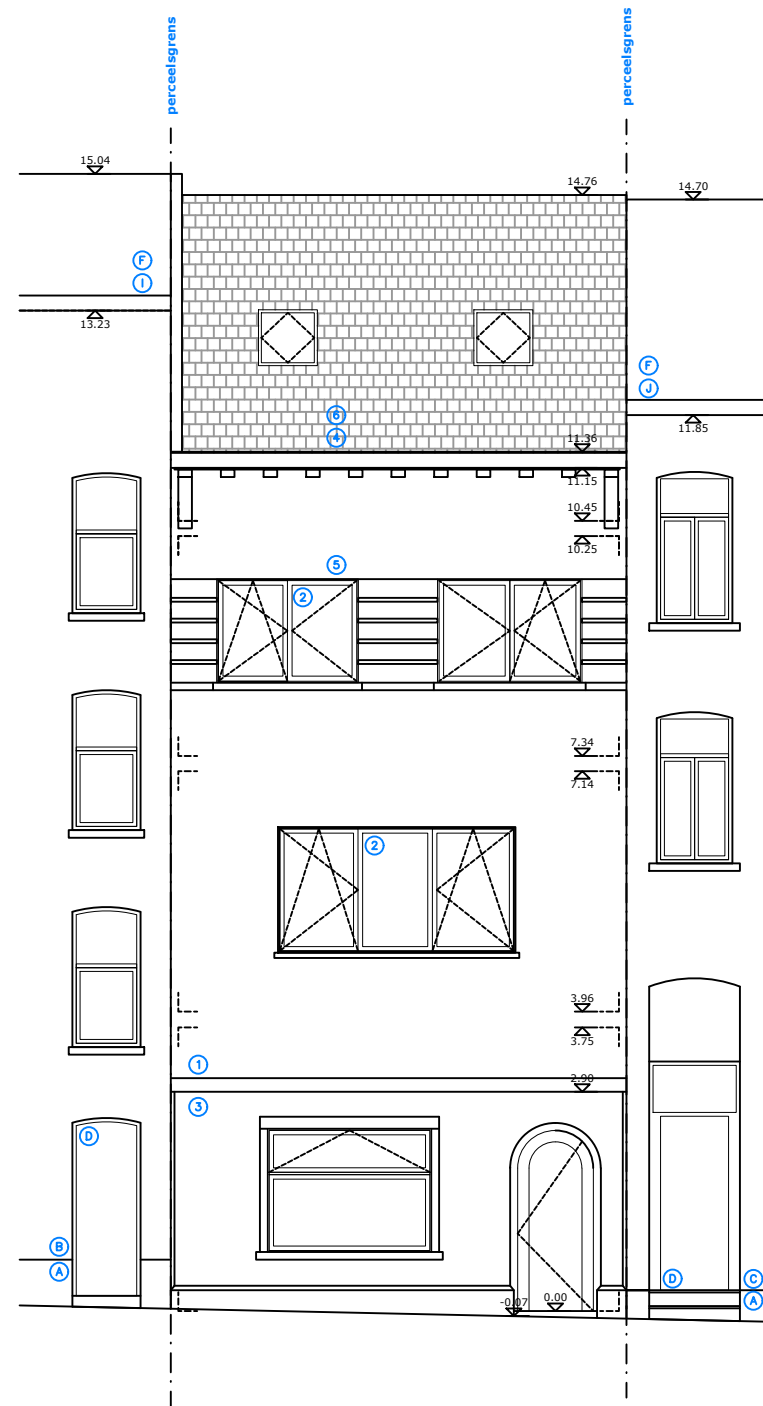 perceelsgrens
perceelsgrens
15.04
14.76
14.70
F
I
13.23
F
J
6
4
11.36
11.85
11.15
10.45
10.25
5
2
7.34
7.14
2
3.96
3.75
1
2.90
3
D
B
A
D
C
A
-0.07
0.00